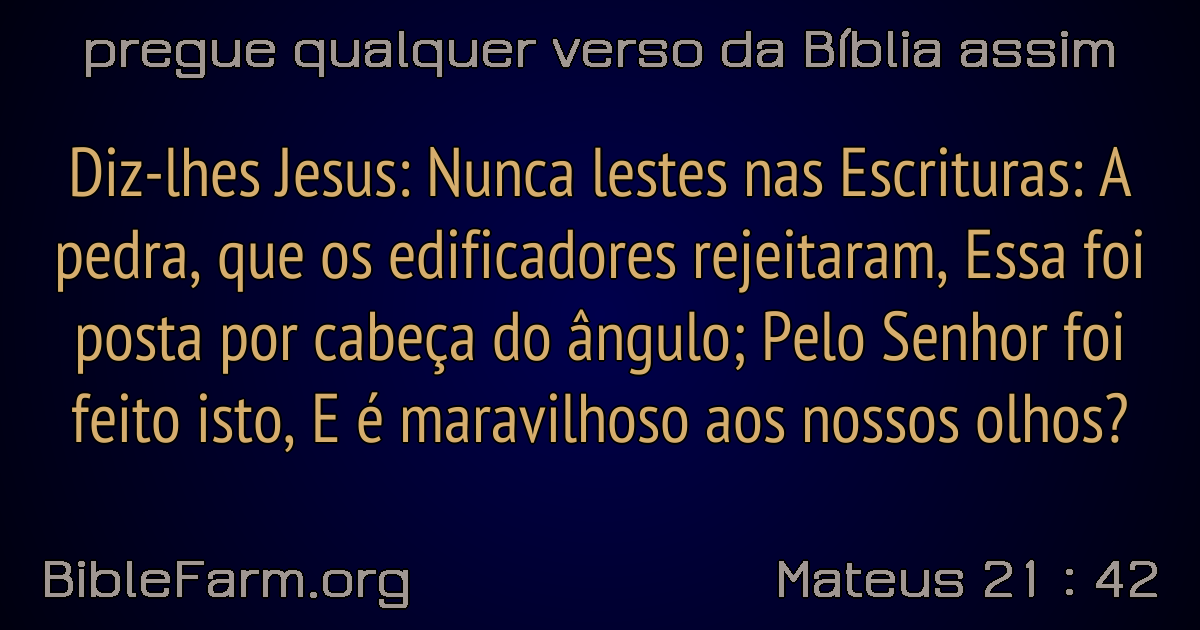 pregue qualquer verso da Bíblia assim
Diz-lhes Jesus: Nunca lestes nas Escrituras: A
pedra, que os edificadores rejeitaram, Essa foi
posta por cabeça do ângulo; Pelo Senhor foi
feito isto, E é maravilhoso aos nossos olhos?
BibleFarm.org
Mateus 21 : 42